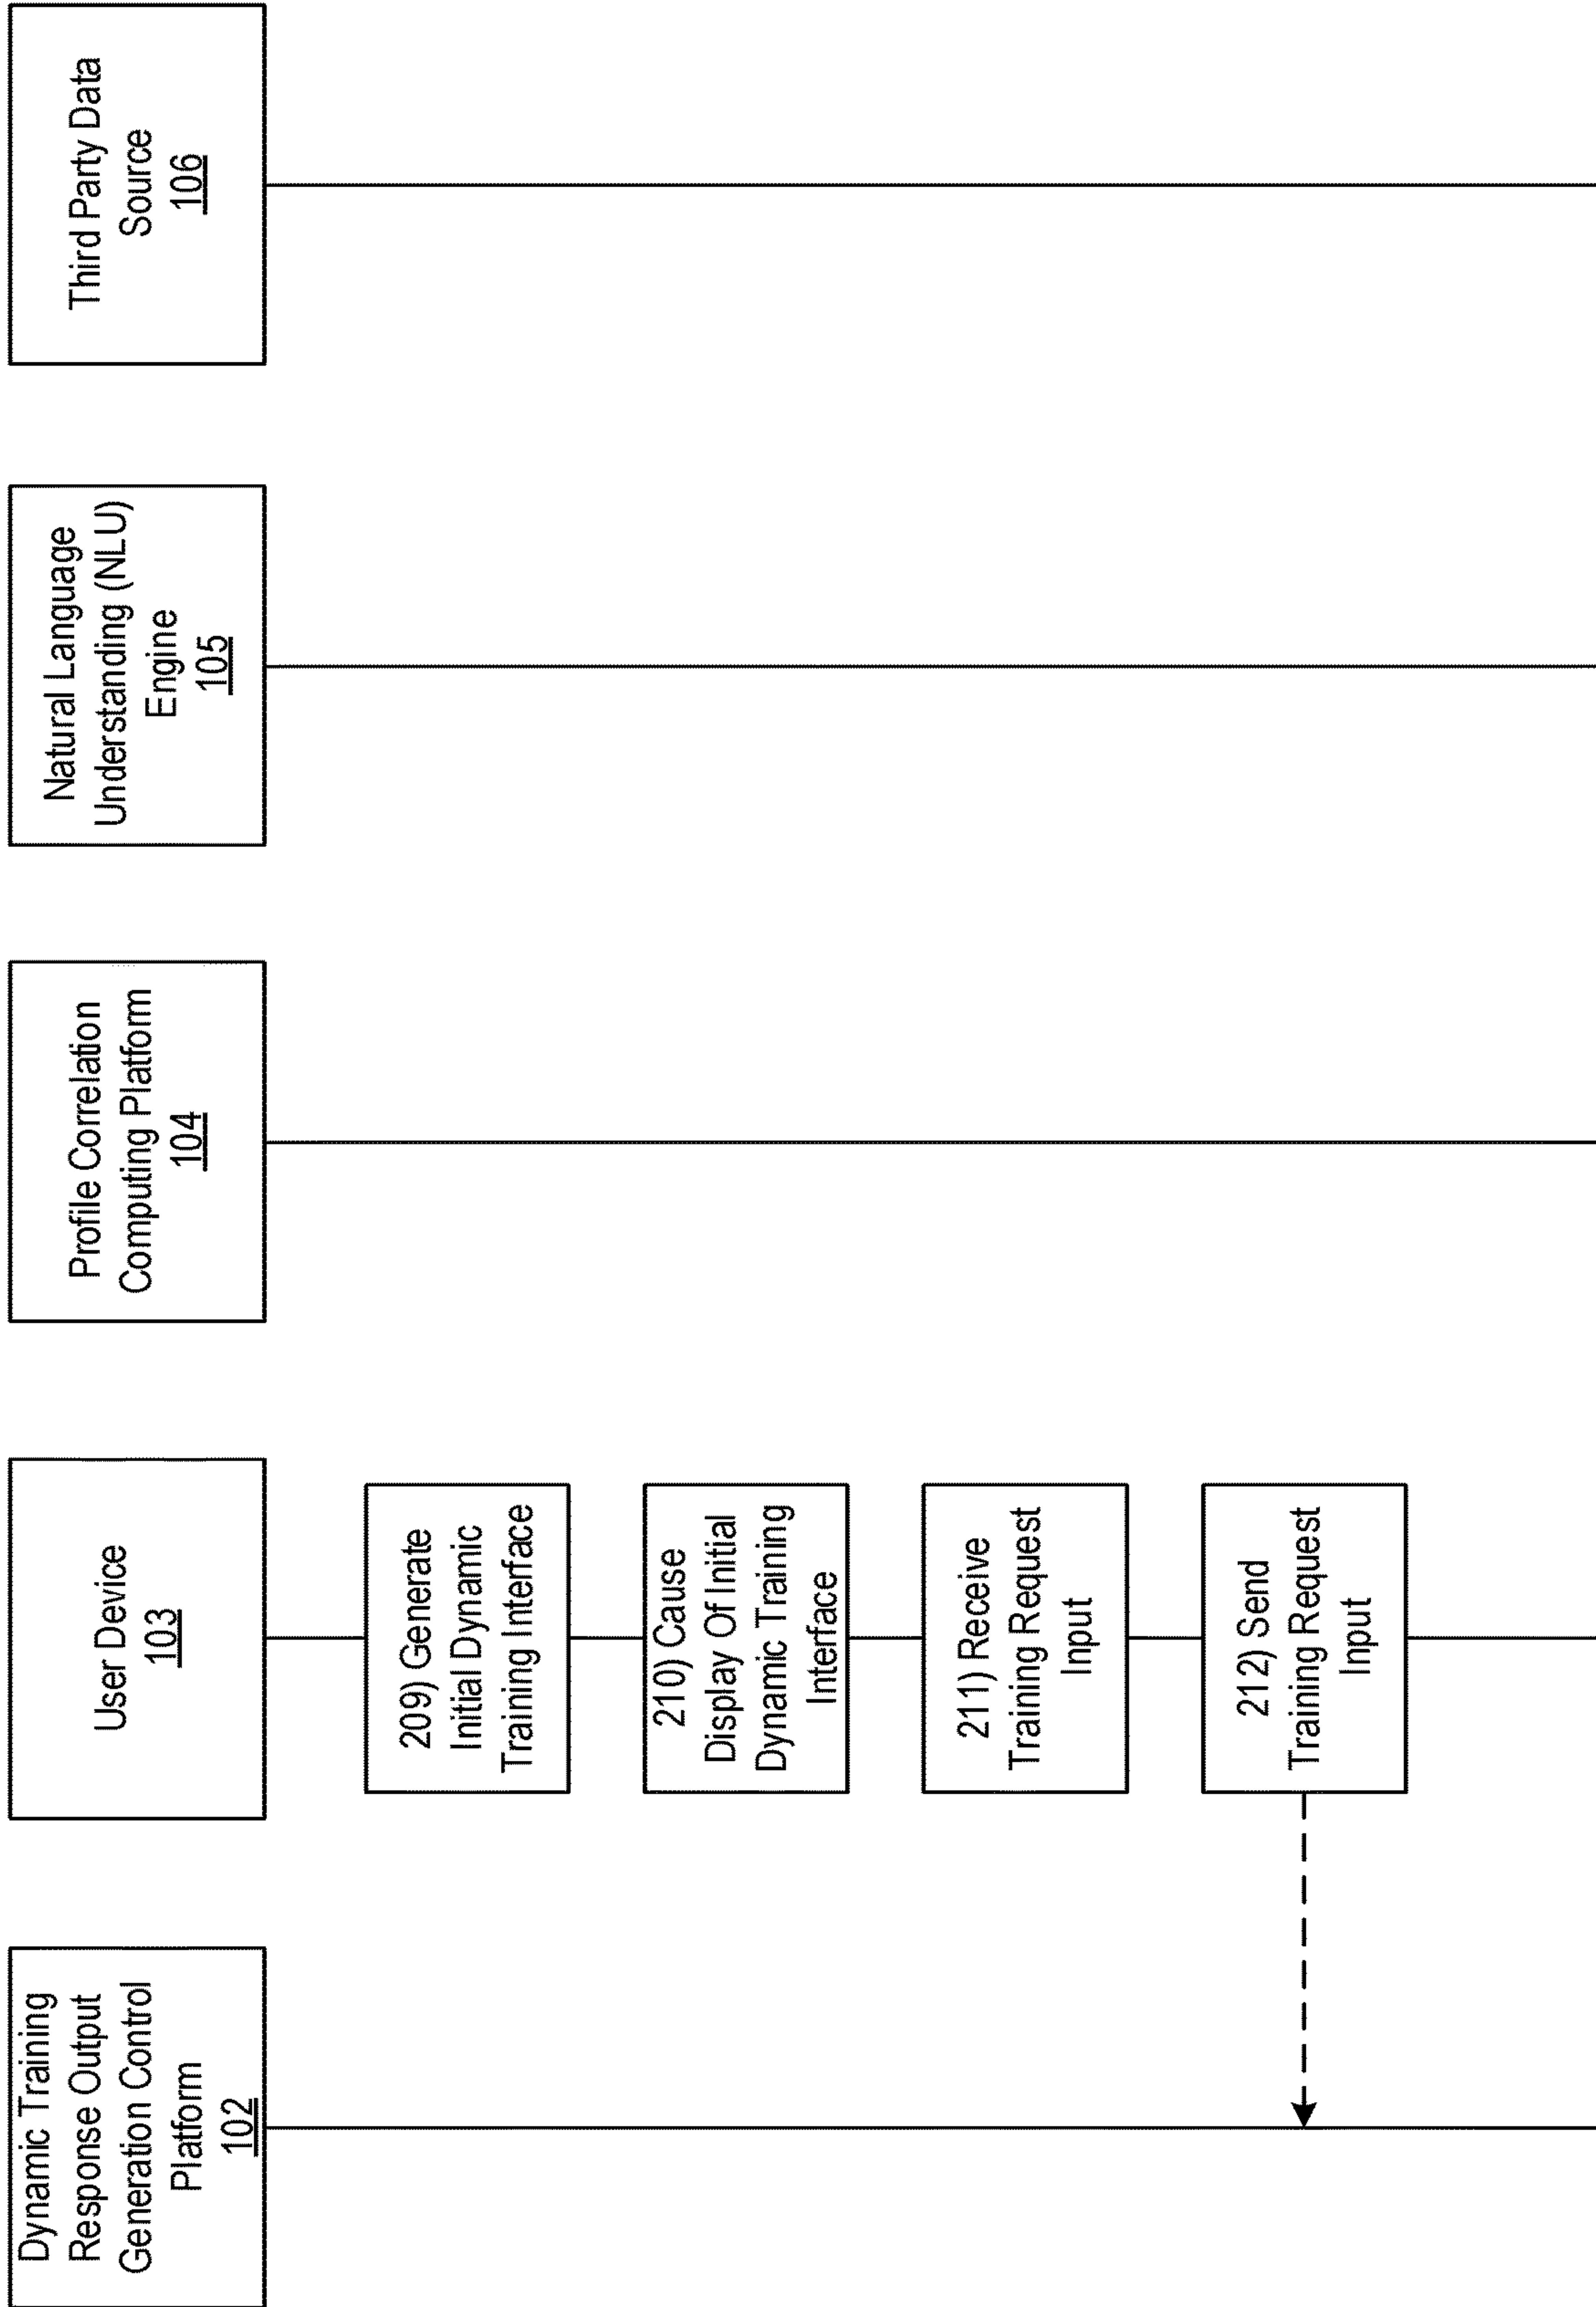 Dynamic Training
Response Output
Generation Control
Platform
102
User Device
103
Profile Correlation
Computing Platform
104
Natural Language
Understanding (NLU)
Engine
105
Third Party Data
Source
106
209) Generate
Initial Dynamic
Training Interface
210) Cause
Display Of Initial
Dynamic Training
Interface
211) Receive
Training Request
Input
212) Send
Training Request
Input